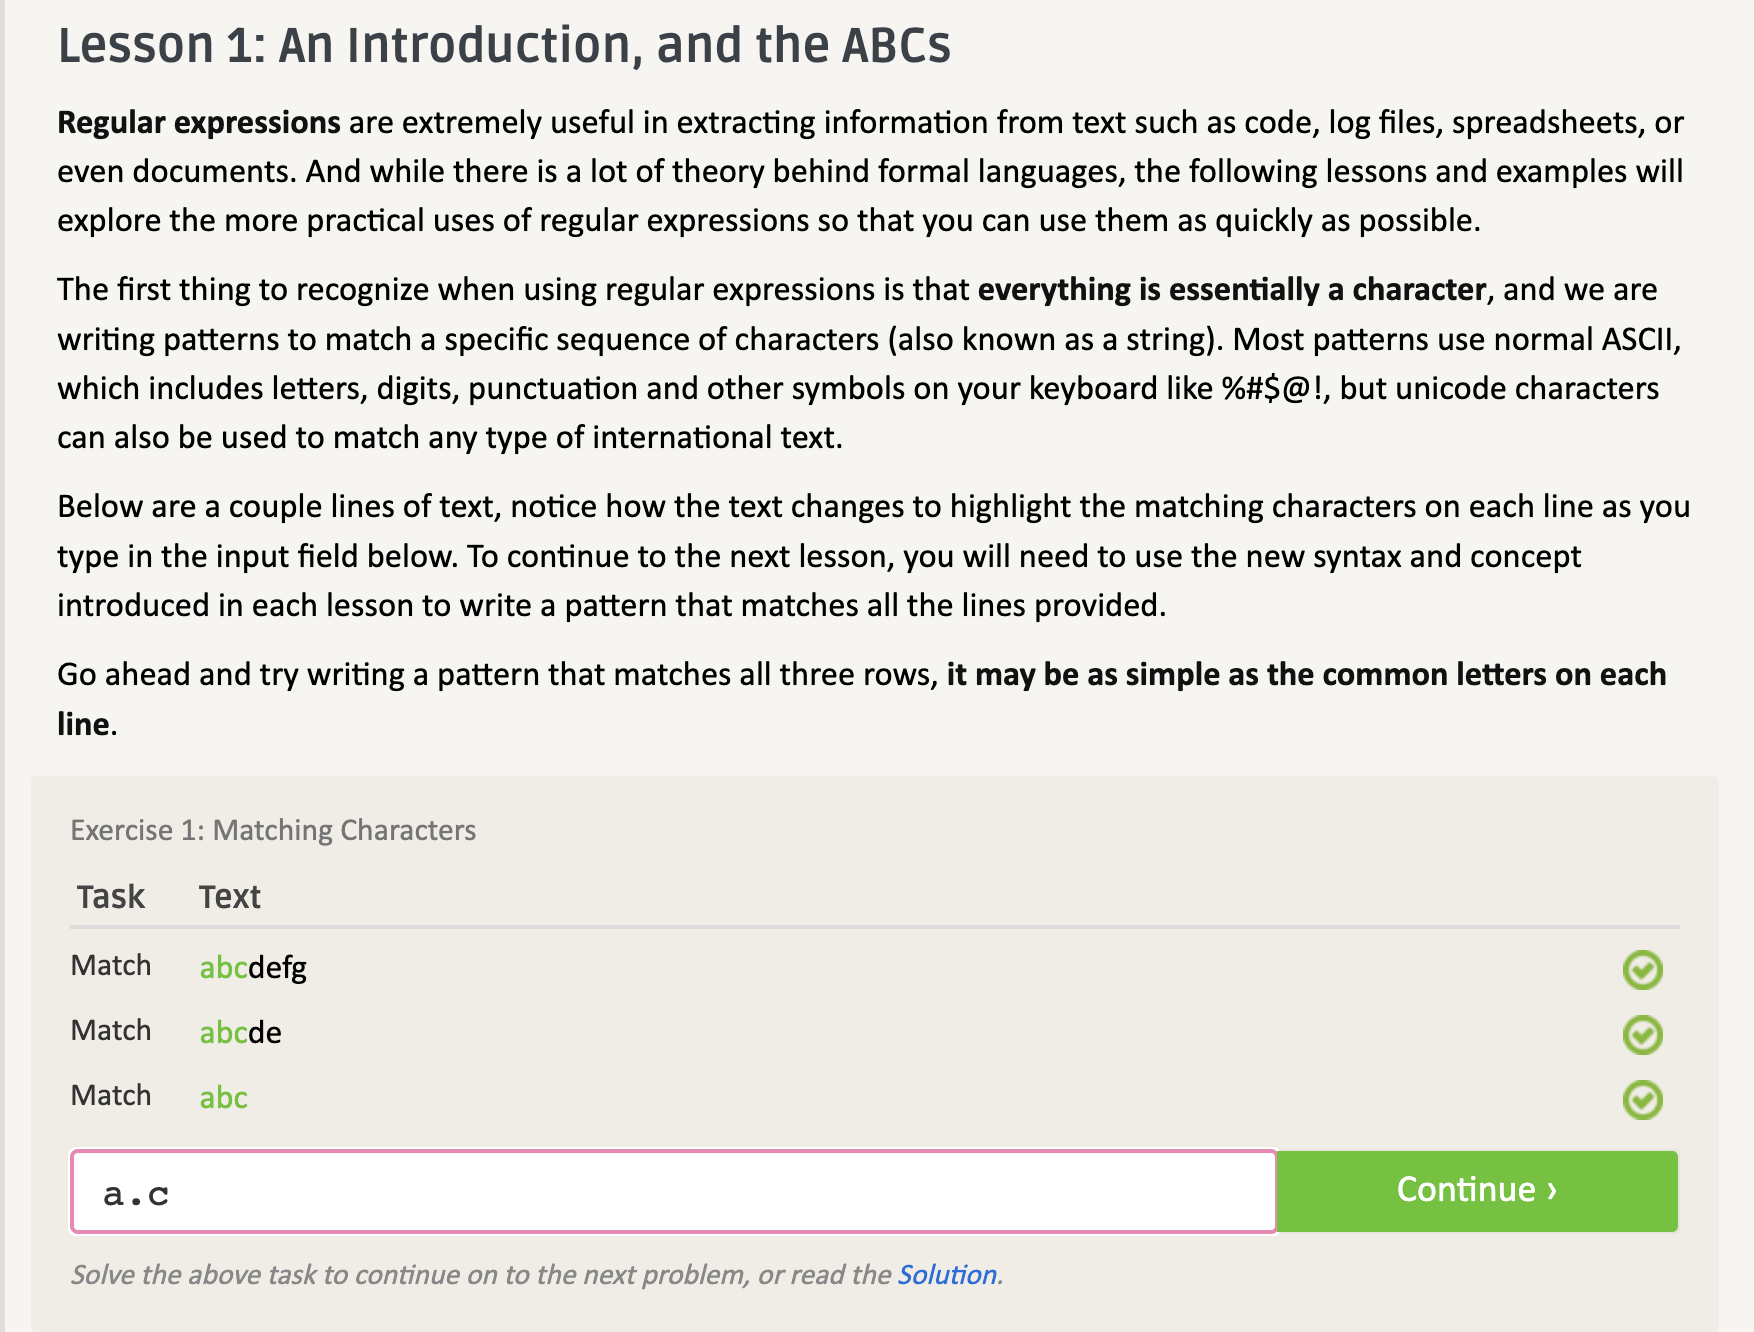 Lesson 1: An Introduction, and the ABCs
Regular expressions are extremely useful in extracting information from text such as code, log files, spreadsheets, or
even documents. And while there is a lot of theory behind formal languages, the following lessons and examples will
explore the more practical uses of regular expressions so that you can use them as quickly as possible.
The first thing to recognize when using regular expressions is that everything is essentially a character, and we are
writing patterns to match a specific sequence of characters (also known as a string). Most patterns use normal ASCII,
which includes letters, digits, punctuation and other symbols on your keyboard like %#$@!, but unicode characters
can also be used to match any type of international text.
Below are a couple lines of text, notice how the text changes to highlight the matching characters on each line as you
type in the input field below. To continue to the next lesson, you will need to use the new syntax and concept
introduced in each lesson to write a pattern that matches all the lines provided.
Go ahead and try writing a pattern that matches all three rows, it may be as simple as the common letters on each
line.
Exercise 1: Matching Characters
Task Text
Match abcdefg
Match abcde
Match abc
a.c Continue ›
Solve the above task to continue on to the next problem, or read the Solution.